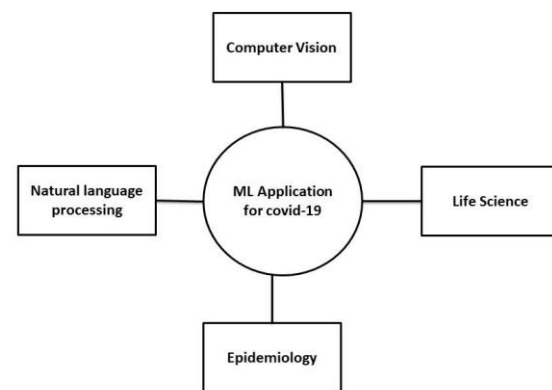 Computer Vision
Natural language
processing
ML Application
for covid-19
Life Science
Epidemiology